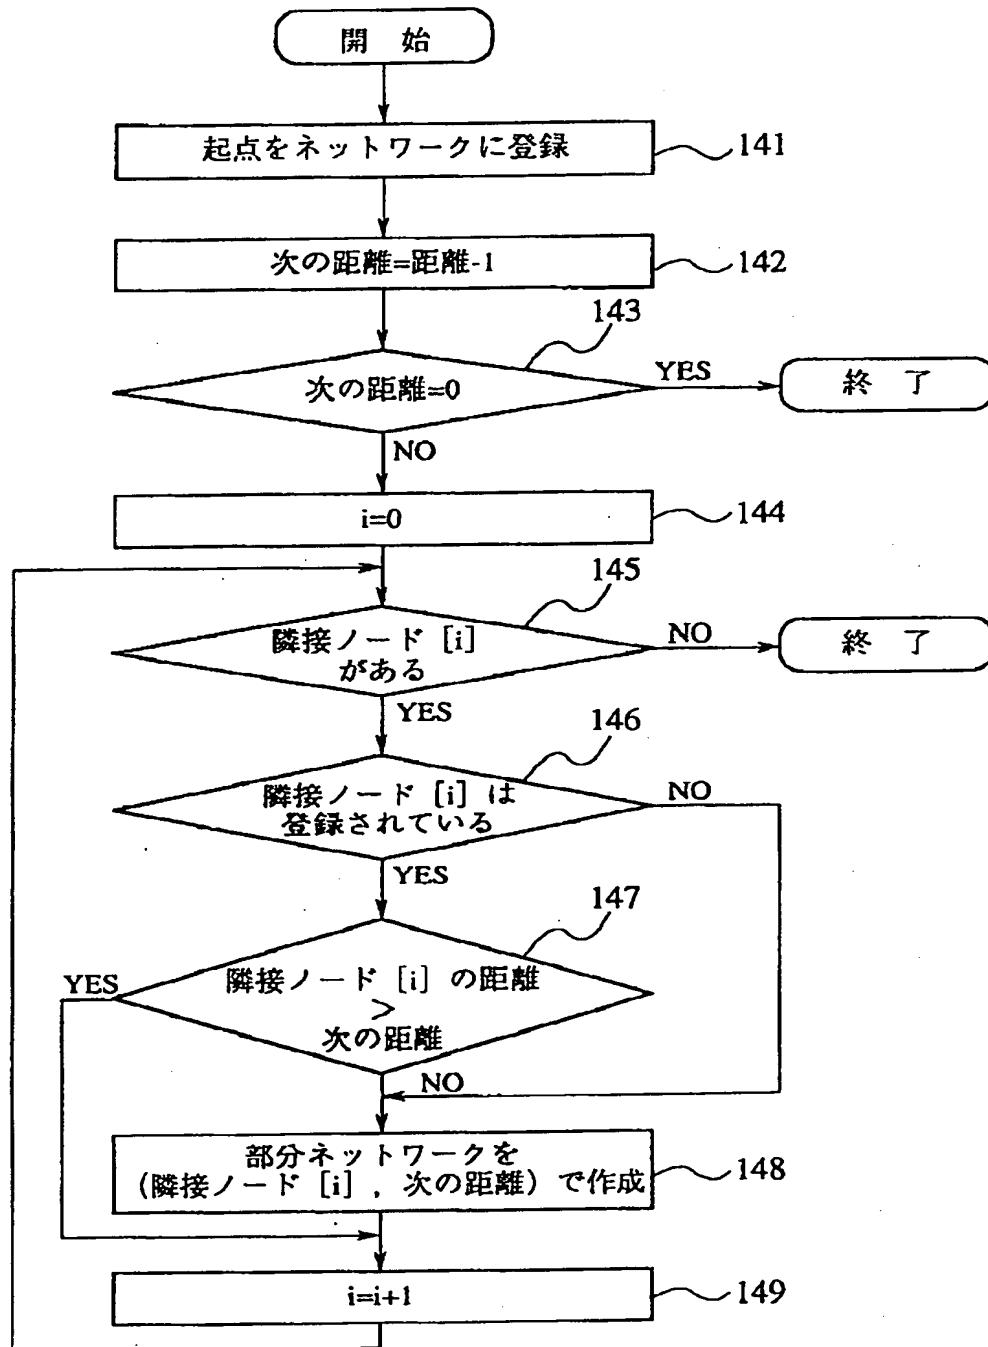 開 始
起点をネットワークに登録
141
次の距離=距離-1
142
143
次の距離=0
YES
終 了
NO
i=0
144
145
隣接ノード [i]
がある
NO
終 了
YES
146
隣接ノード [i] は
登録されている
NO
YES
147
YES
隣接ノード [i] の距離
>
次の距離
NO
部分ネットワークを
(隣接ノード [i] , 次の距離) で作成
148
i=i+1
149